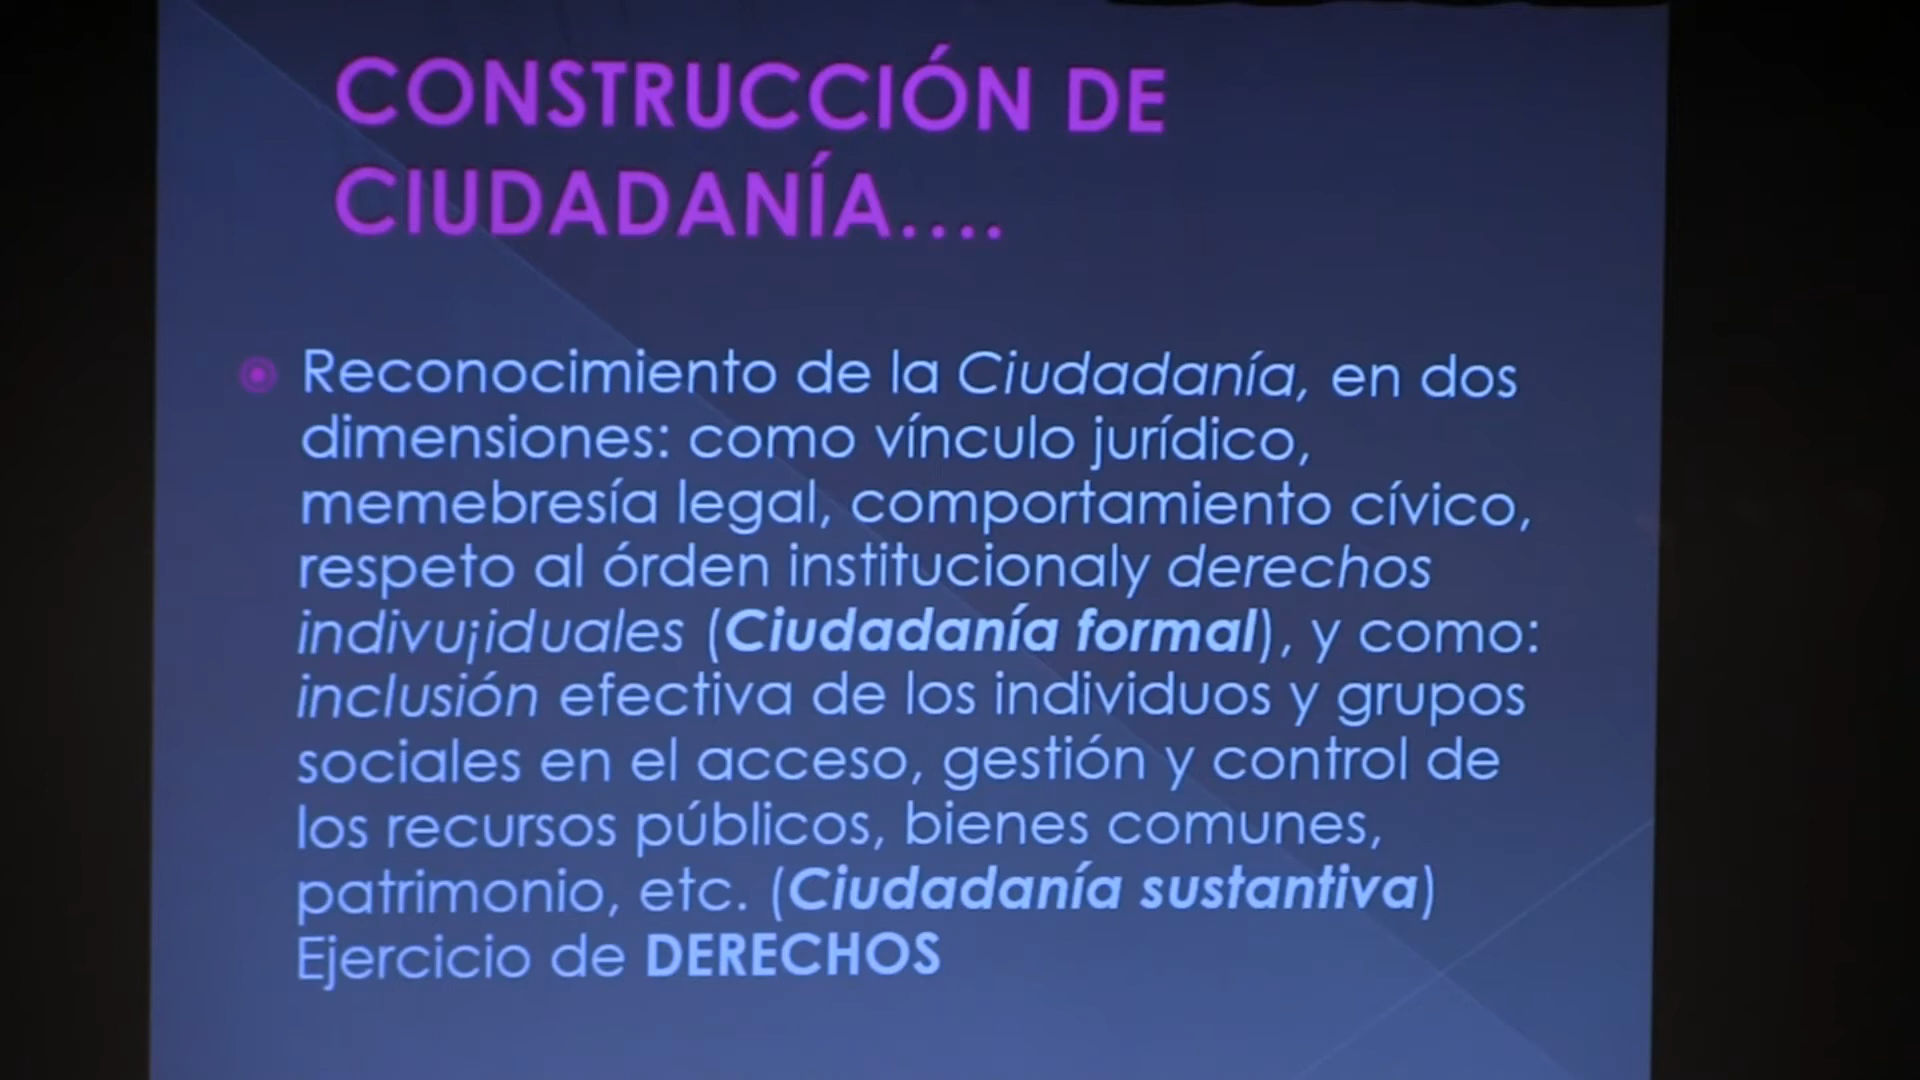 CONSTRUCCIÓN DE
CIUDADANÍA....
Reconocimiento de la Ciudadanía, en dos
dimensiones: como vínculo jurídico,
memebresía legal, comportamiento cívico,
respeto al órden institucionaly derechos
indivu¡iduales (Ciudadanía formal), y como:
inclusión efectiva de los individuos y grupos
sociales en el acceso, gestión y control de
los recursos públicos, bienes comunes,
patrimonio, etc. (Ciudadanía sustantiva)
Ejercicio de DERECHOS